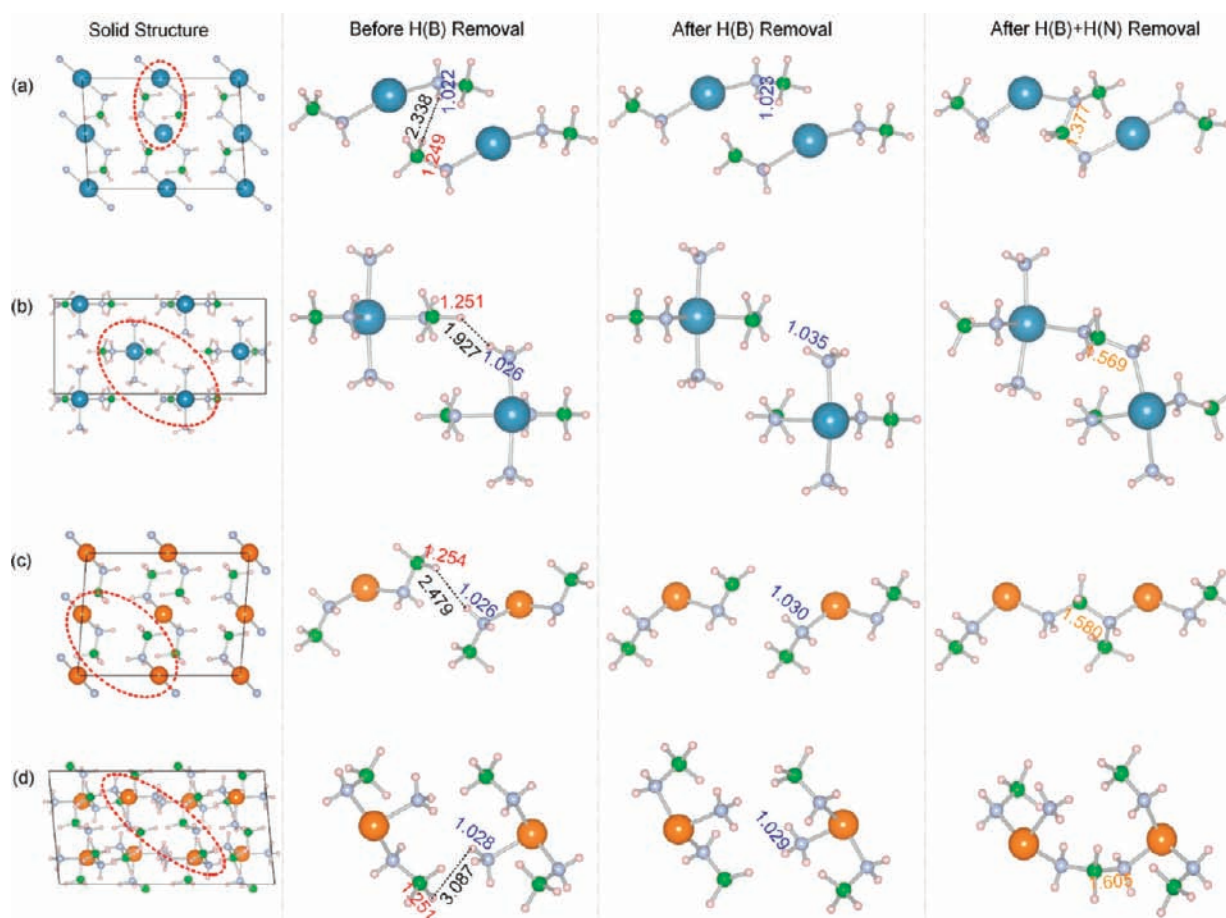 Solid Structure
Before H(B) Removal
After H(B) Removal
After H(B)+H(N) Removal
(a)
1.022
2.338
1.249
1.023
1.377
(b)
1.251
1.927
1.026
1.035
1.569
(c)
1.254
2.479
1.026
1.030
1.580
(d)
1.028
3.087
1.251
1.029
1.605